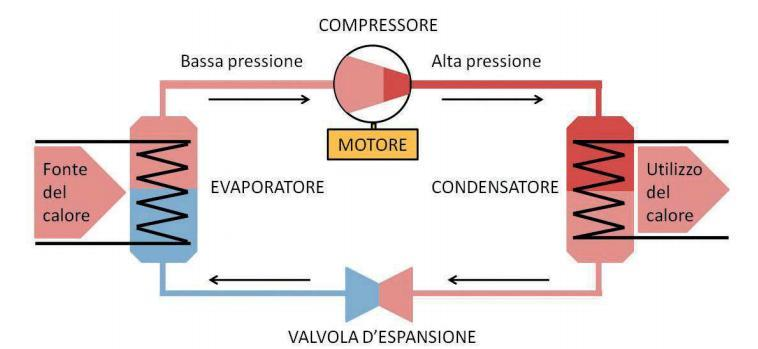 COMPRESSORE
Bassa pressione
Alta pressione
MOTORE
Fonte
del
calore
EVAPORATORE
CONDENSATORE
Utilizzo
del
calore
VALVOLA D'ESPANSIONE